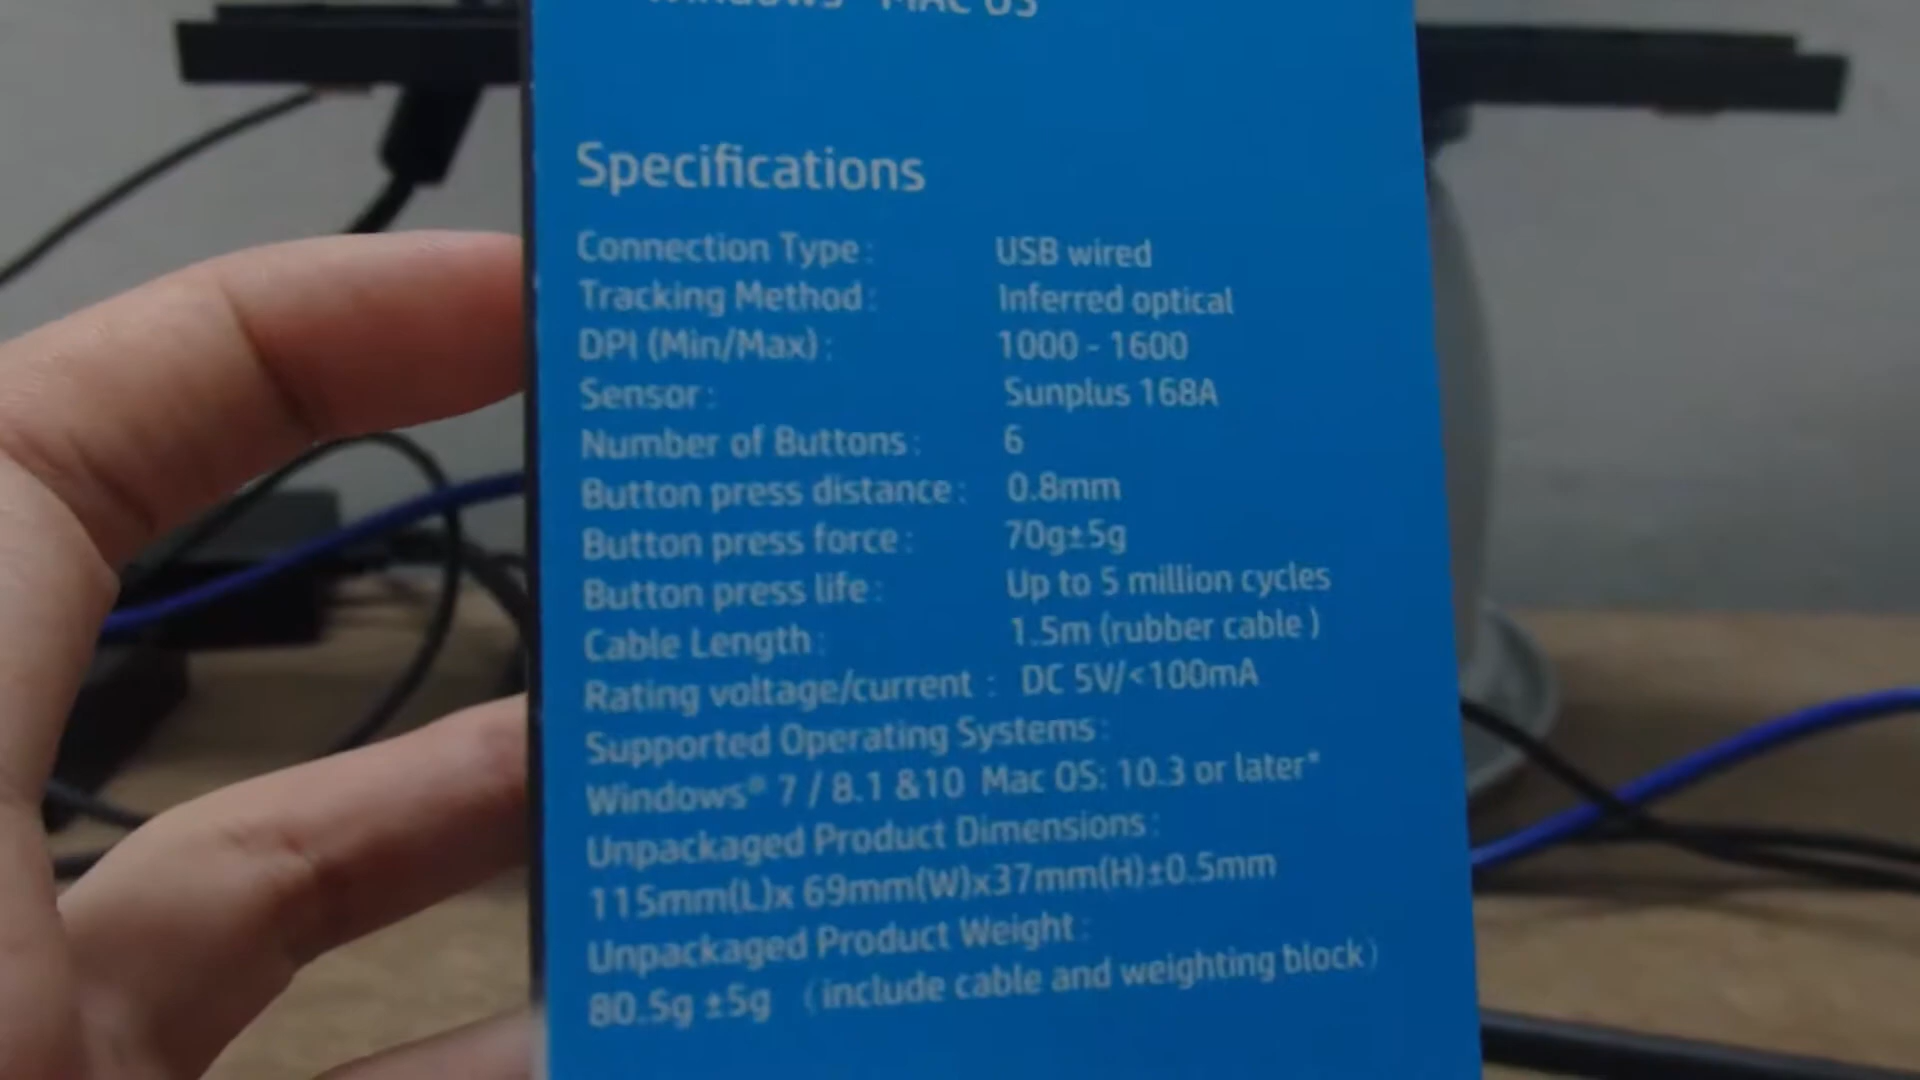 Windows® MAC OS
Specifications
Connection Type: USB wired
Tracking Method: Inferred optical
DPI (Min/Max): 1000 - 1600
Sensor: Sunplus 168A
Number of Buttons: 6
Button press distance: 0.8mm
Button press force: 70g±5g
Button press life: Up to 5 million cycles
Cable Length: 1.5m (rubber cable )
Rating voltage/current : DC 5V/<100mA
Supported Operating Systems:
Windows® 7 / 8.1 &10 Mac OS: 10.3 or later*
Unpackaged Product Dimensions:
115mm(L)x 69mm(W)x37mm(H)±0.5mm
Unpackaged Product Weight:
80.5g ±5g (include cable and weighting block)